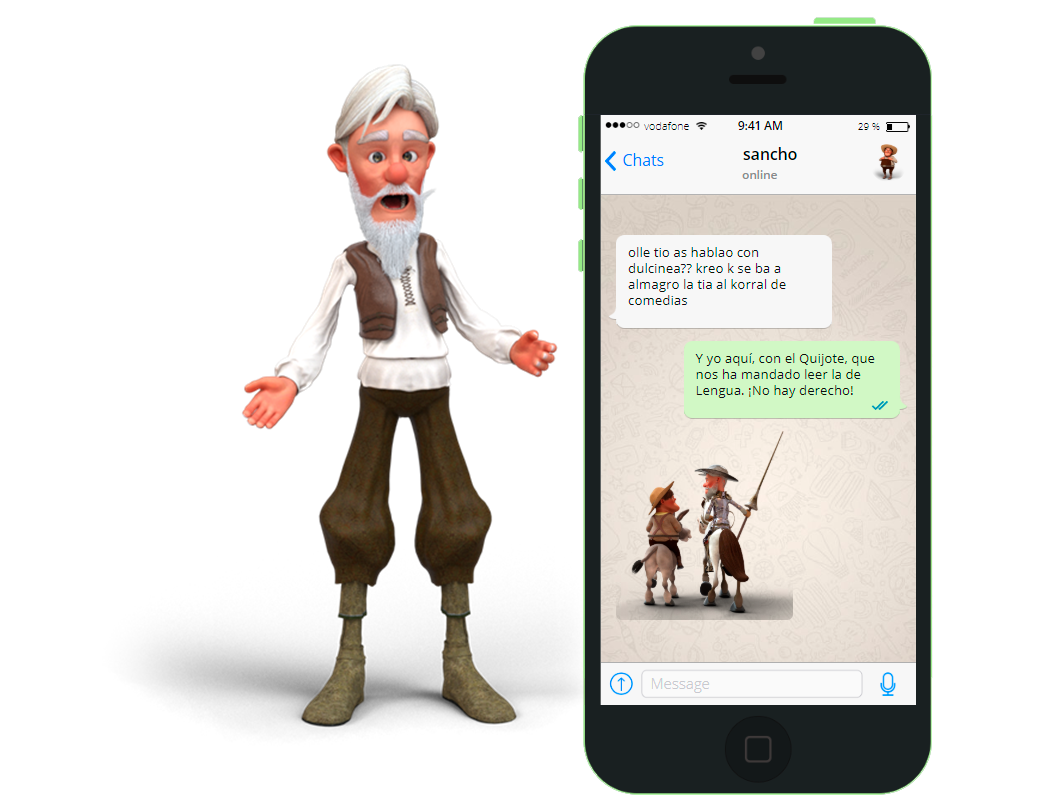 vodafone 9:41 AM 29 %
Chats sancho
online
olle tio as hablao con
dulcinea?? kreo k se ba a
almagro la tia al korral de
comedias
Y yo aquí, con el Quijote, que
nos ha mandado leer la de
Lengua. ¡No hay derecho!
Message